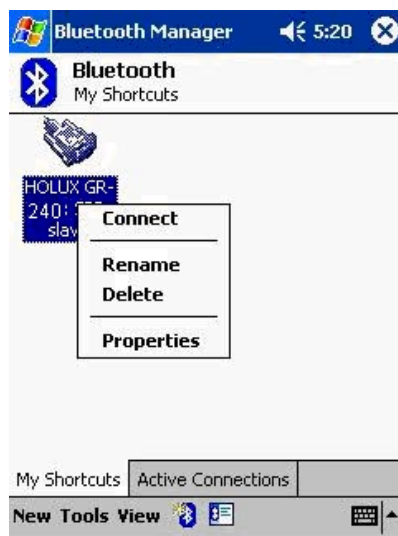 Bluetooth Manager 5:20
Bluetooth
My Shortcuts
HOLUX GR-
240:
slav
Connect
Rename
Delete
Properties
My Shortcuts Active Connections
New Tools View